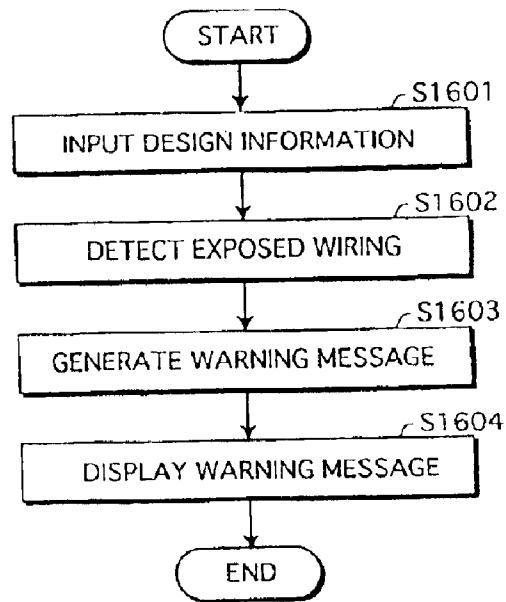 START
S1601
INPUT DESIGN INFORMATION
S1602
DETECT EXPOSED WIRING
S1603
GENERATE WARNING MESSAGE
S1604
DISPLAY WARNING MESSAGE
END